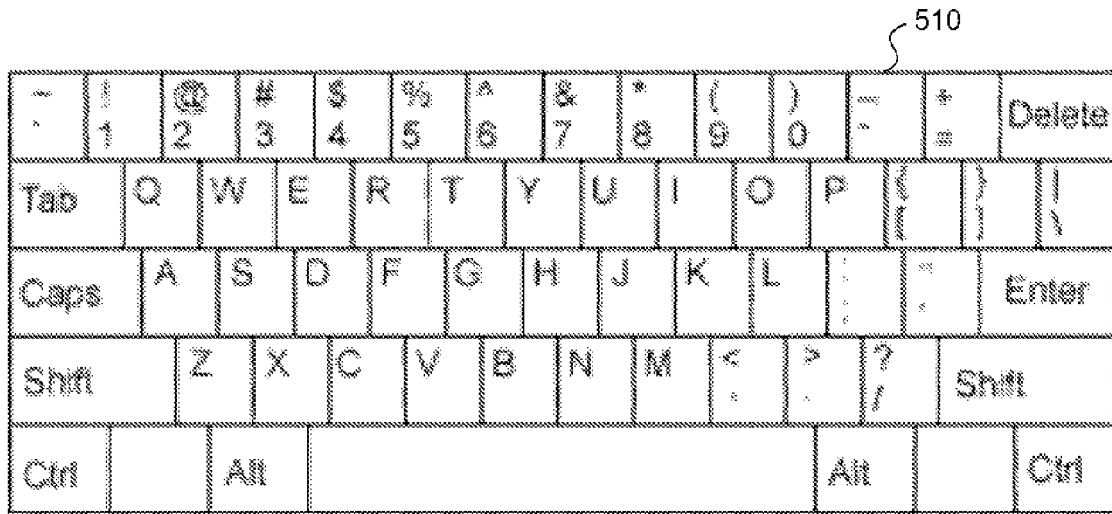 510
~ ! @ # $ % ^ & * ( ) — +
` 1 2 3 4 5 6 7 8 9 0 - = Delete
Tab Q W E R T Y U I O P { } |
[ ] \
Caps A S D F G H J K L : " Enter
; '
Shift Z X C V B N M < > ? Shift
, . /
Ctrl Alt Alt Ctrl